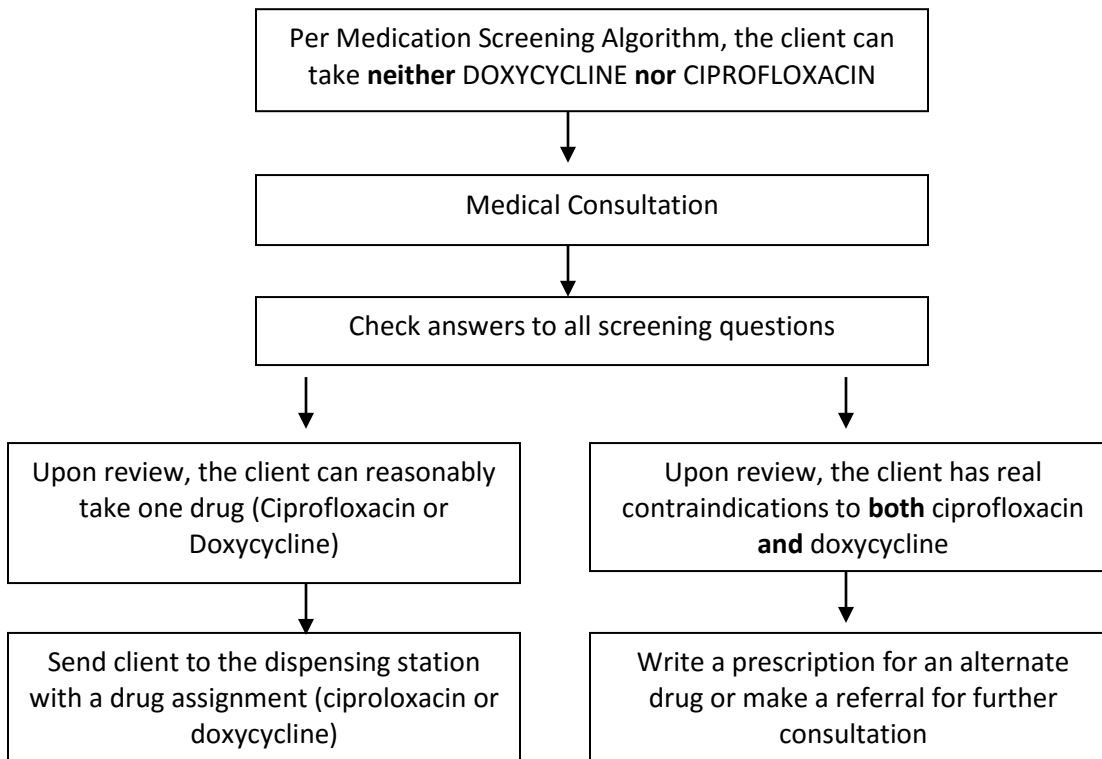 Per Medication Screening Algorithm, the client can
take neither DOXYCYCLINE nor CIPROFLOXACIN
Medical Consultation
Check answers to all screening questions
Upon review, the client can reasonably
take one drug (Ciprofloxacin or
Doxycycline)
Upon review, the client has real
contraindications to both ciprofloxacin
and doxycycline
Send client to the dispensing station
with a drug assignment (ciproloxacin or
doxycycline)
Write a prescription for an alternate
drug or make a referral for further
consultation